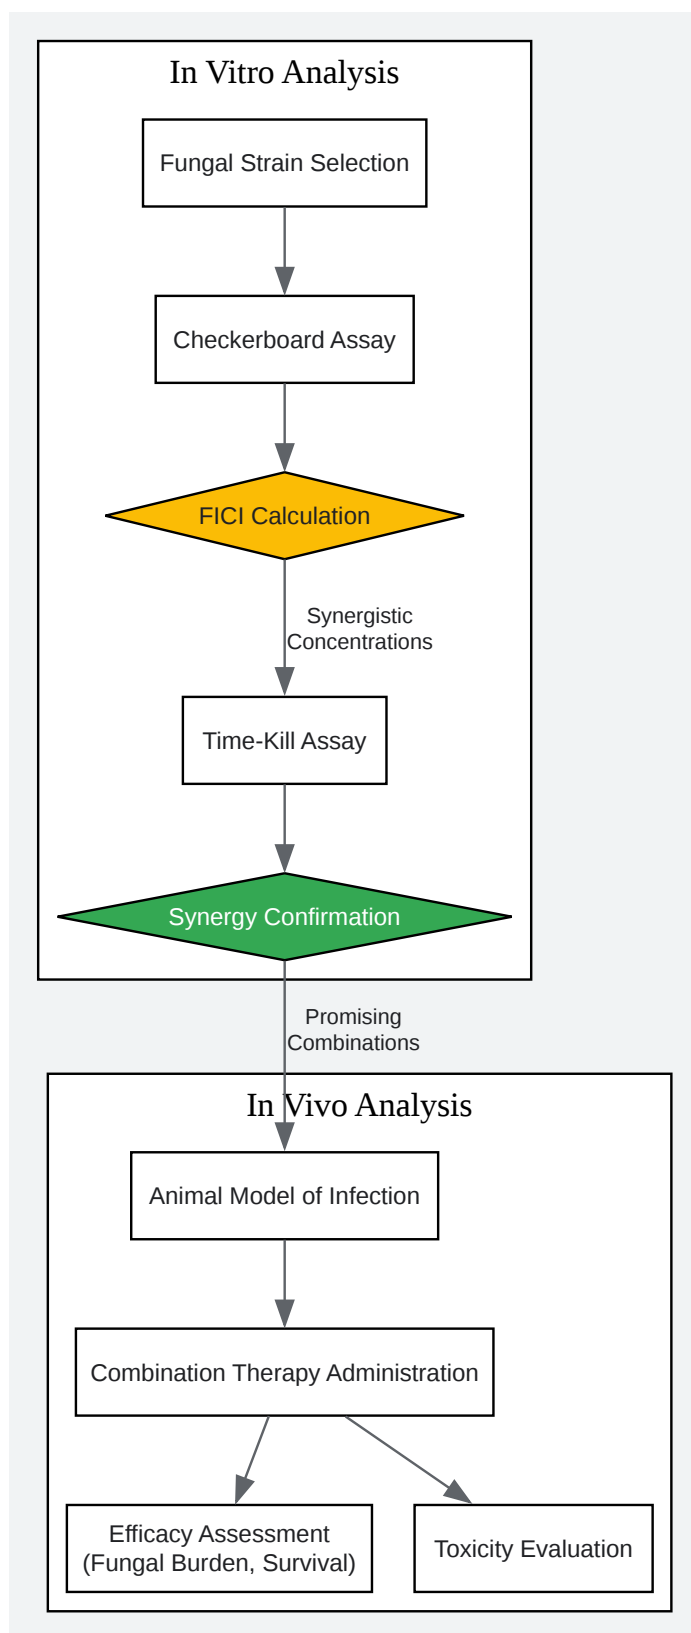 In Vitro Analysis
Fungal Strain Selection
Checkerboard Assay
FICI Calculation
Synergistic
Concentrations
Time-Kill Assay
Synergy Confirmation
Promising
Combinations
In Vivo Analysis
Animal Model of Infection
Combination Therapy Administration
Efficacy Assessment
(Fungal Burden, Survival)
Toxicity Evaluation